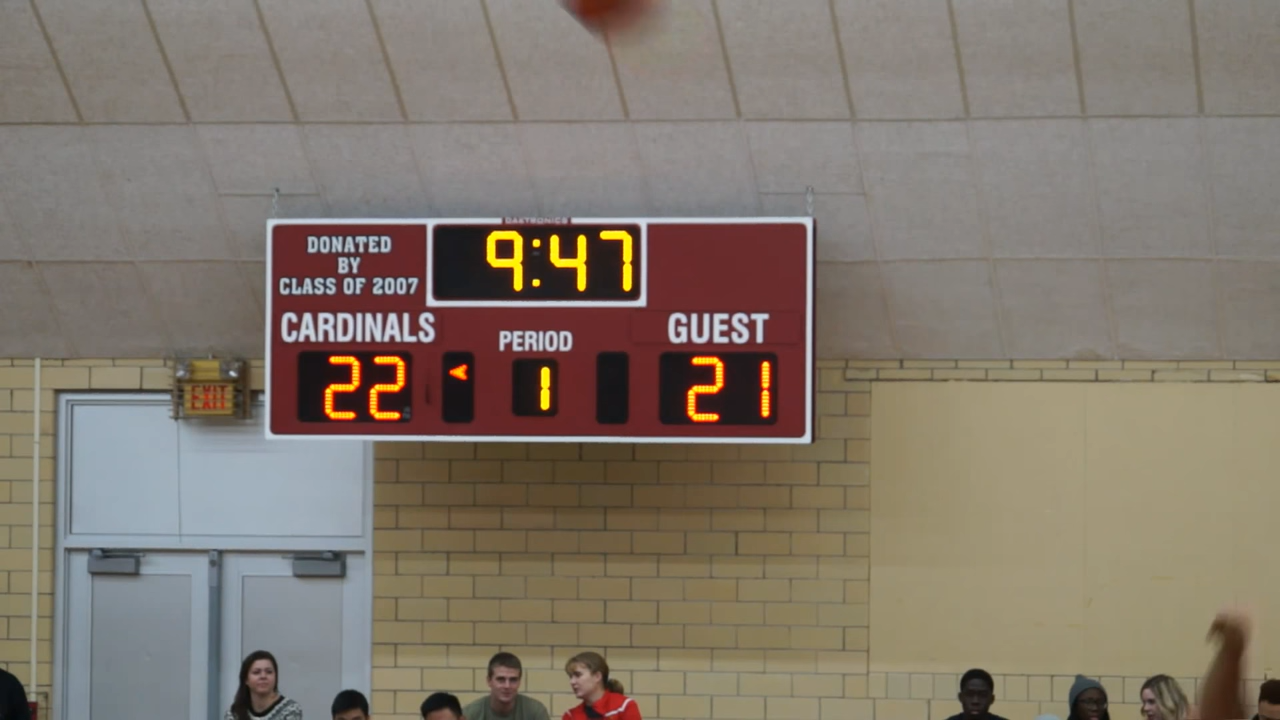 DONATED
BY
CLASS OF 2007
9:47
CARDINALS
PERIOD
GUEST
22
1
21
EXIT